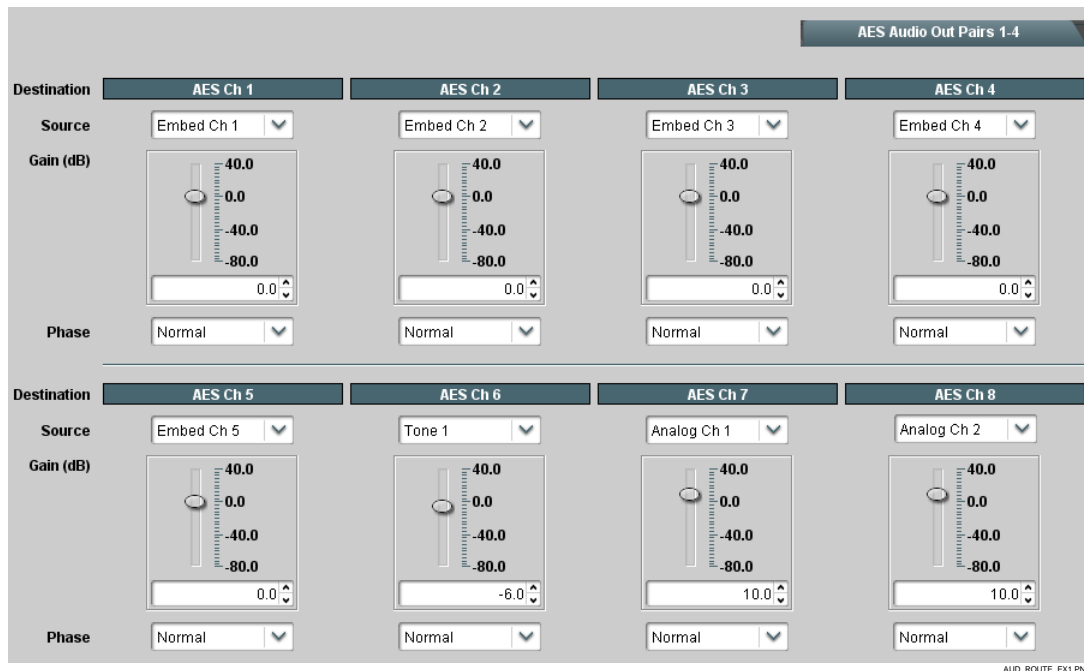 AES Audio Out Pairs 1-4
Destination AES Ch 1 AES Ch 2 AES Ch 3 AES Ch 4
Source Embed Ch 1 Embed Ch 2 Embed Ch 3 Embed Ch 4
Gain (dB) 40.0 40.0 40.0 40.0
0.0 0.0 0.0 0.0
-40.0 -40.0 -40.0 -40.0
-80.0 -80.0 -80.0 -80.0
0.0 0.0 0.0 0.0
Phase Normal Normal Normal Normal
Destination AES Ch 5 AES Ch 6 AES Ch 7 AES Ch 8
Source Embed Ch 5 Tone 1 Analog Ch 1 Analog Ch 2
Gain (dB) 40.0 40.0 40.0 40.0
0.0 0.0 0.0 0.0
-40.0 -40.0 -40.0 -40.0
-80.0 -80.0 -80.0 -80.0
0.0 -6.0 10.0 10.0
Phase Normal Normal Normal Normal